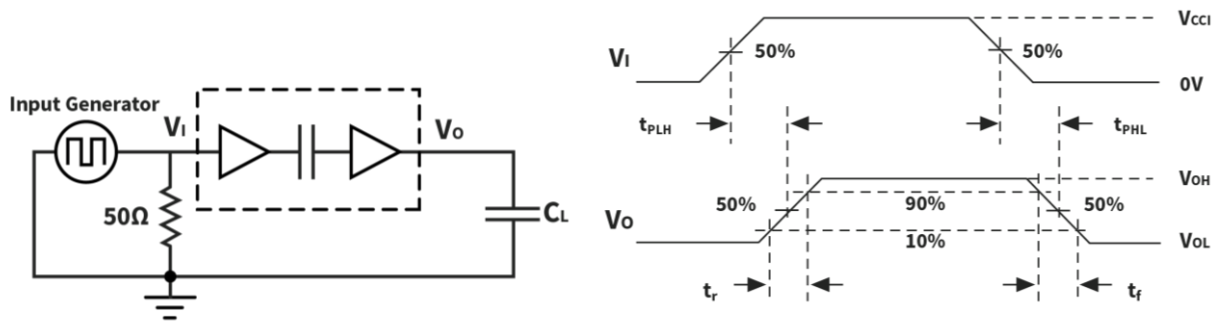 Input Generator
VI
VO
50Ω
CL
VCCI
VI
50%
50%
0V
tPLH
tPHL
VOH
50%
90%
50%
VO
10%
VOL
tr
tf